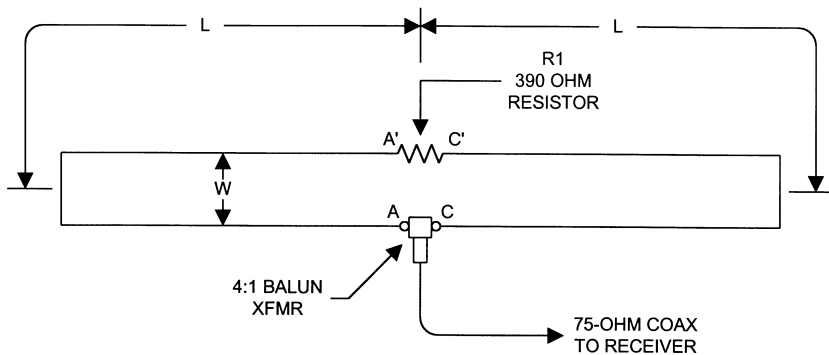 L
L
R1
390 OHM
RESISTOR
A'
C'
W
A
C
4:1 BALUN
XFMR
75-OHM COAX
TO RECEIVER